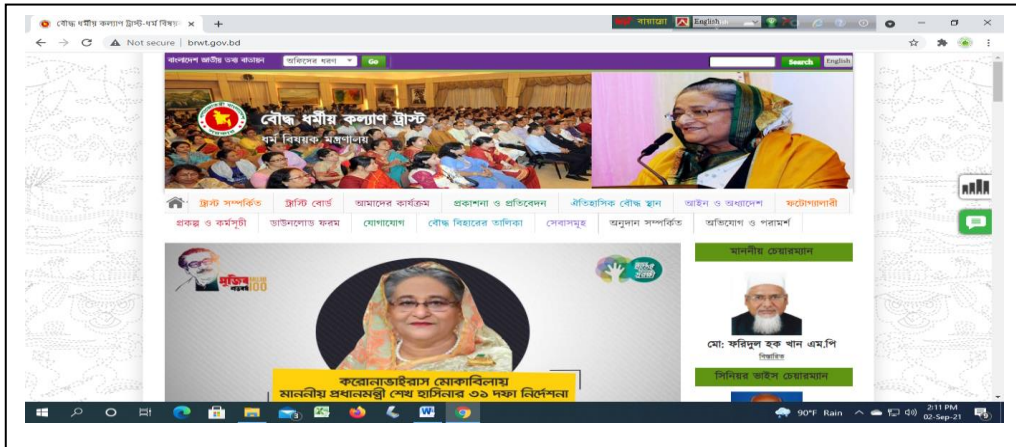 বৌদ্ধ ধর্মীয় কল্যাণ ট্রাস্ট-ধর্ম বিষয়
English
Not secure | brwt.gov.bd
বাংলাদেশ জাতীয় তথ্য বাতায়ন
অফিসের ধরণ
Go
Search
English
বৌদ্ধ ধর্মীয় কল্যাণ ট্রাস্ট
ধর্ম বিষয়ক মন্ত্রণালয়
ট্রাস্ট সম্পর্কিত ট্রাস্টি বোর্ড আমাদের কার্যক্রম প্রকাশনা ও প্রতিবেদন ঐতিহাসিক বৌদ্ধ স্থান আইন ও অধ্যাদেশ ফটোগ্যালারী
প্রকল্প ও কর্মসূচী ডাউনলোড ফরম যোগাযোগ বৌদ্ধ বিহারের তালিকা সেবাসমূহ অনুদান সম্পর্কিত অভিযোগ ও পরামর্শ
মুজিব
100
করোনাভাইরাস মোকাবিলায়
মাননীয় প্রধানমন্ত্রী শেখ হাসিনার ৩১ দফা নির্দেশনা
মাননীয় চেয়ারম্যান
মো: ফরিদুল হক খান এম.পি
বিস্তারিত
সিনিয়র ভাইস চেয়ারম্যান
90°F Rain
2:11 PM
02-Sep-21